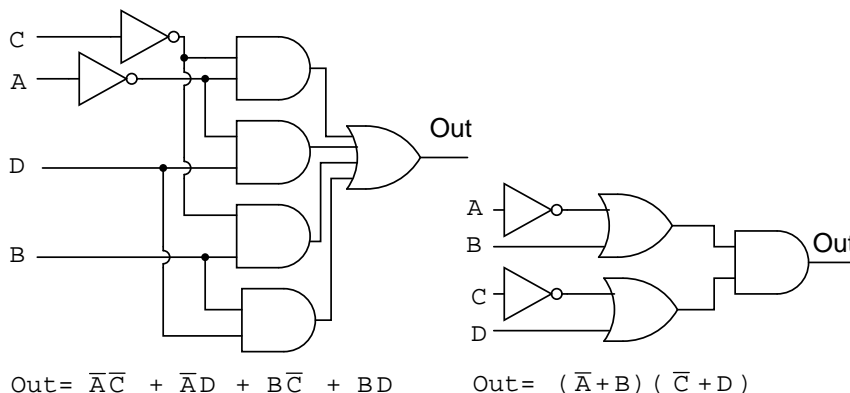 C
A
Out
D
A
B
Out
B
C
D
Out= A̅C̅ + A̅D + BC̅ + BD
Out= (A̅+B)(C̅+D)